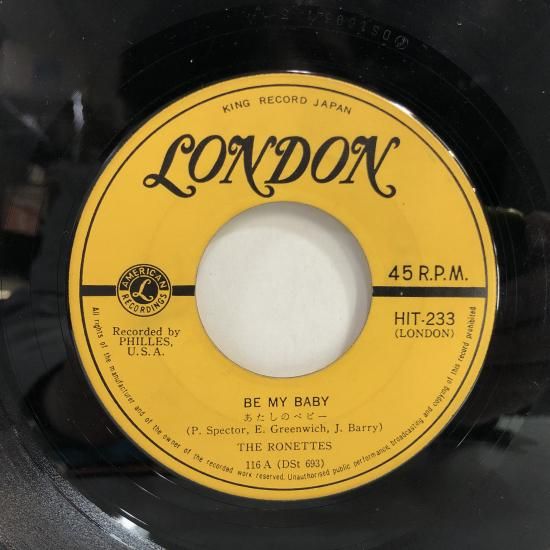 KING RECORD JAPAN
LONDON
AMERICAN
L
RECORDINGS
45 R.P.M.
HIT-233
(LONDON)
Recorded by
PHILLES,
U.S.A.
BE MY BABY
あたしのベビー
(P. Spector, E. Greenwich, J. Barry)
THE RONETTES
116 A (DSt 693)
All rights of the manufacturer and of the owner of the recorded work reserved. Unauthorised public performance, broadcasting and copying of this record prohibited